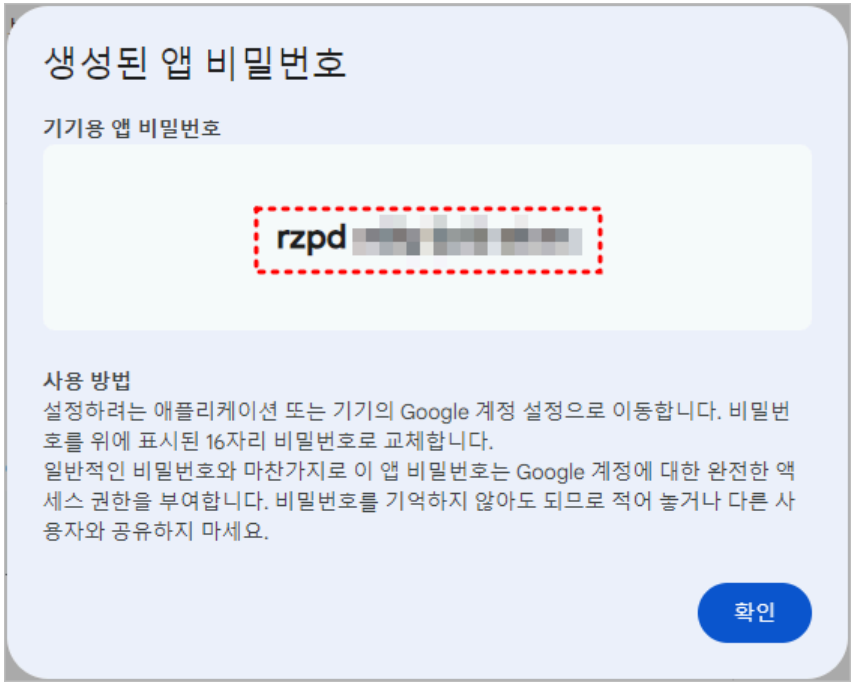 생성된 앱 비밀번호
기기용 앱 비밀번호
rzpd
사용 방법
설정하려는 애플리케이션 또는 기기의 Google 계정 설정으로 이동합니다. 비밀번
호를 위에 표시된 16자리 비밀번호로 교체합니다.
일반적인 비밀번호와 마찬가지로 이 앱 비밀번호는 Google 계정에 대한 완전한 액
세스 권한을 부여합니다. 비밀번호를 기억하지 않아도 되므로 적어 놓거나 다른 사
용자와 공유하지 마세요.
확인